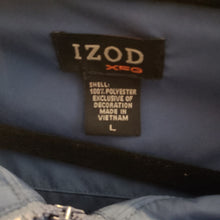 IZOD
XFG
SHELL:
100% POLYESTER
EXCLUSIVE OF
DECORATION
MADE IN
VIETNAM
L